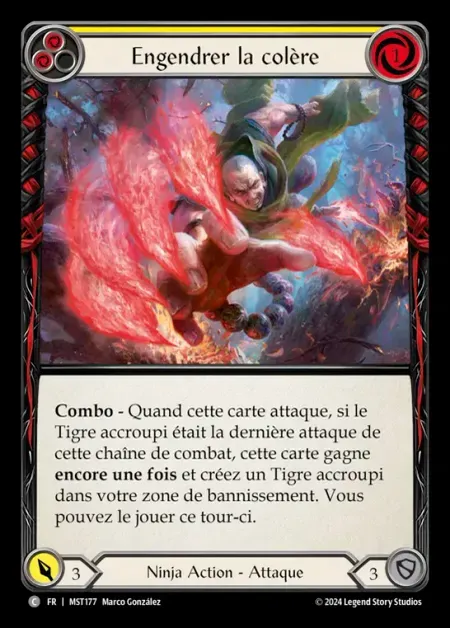 Engendrer la colère
1
Combo - Quand cette carte attaque, si le
Tigre accroupi était la dernière attaque de
cette chaîne de combat, cette carte gagne
encore une fois et créez un Tigre accroupi
dans votre zone de bannissement. Vous
pouvez le jouer ce tour-ci.
3
Ninja Action - Attaque
3
C FR | MST177 Marco González
© 2024 Legend Story Studios